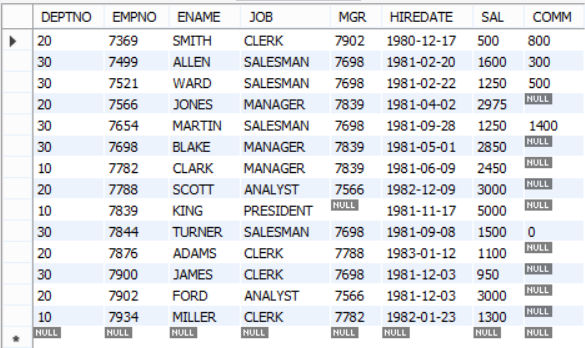 DEPTNO EMPNO ENAME JOB MGR HIREDATE SAL COMM
20 7369 SMITH CLERK 7902 1980-12-17 500 800
30 7499 ALLEN SALESMAN 7698 1981-02-20 1600 300
30 7521 WARD SALESMAN 7698 1981-02-22 1250 500
20 7566 JONES MANAGER 7839 1981-04-02 2975 NULL
30 7654 MARTIN SALESMAN 7698 1981-09-28 1250 1400
30 7698 BLAKE MANAGER 7839 1981-05-01 2850 NULL
10 7782 CLARK MANAGER 7839 1981-06-09 2450 NULL
20 7788 SCOTT ANALYST 7566 1982-12-09 3000 NULL
10 7839 KING PRESIDENT NULL 1981-11-17 5000 NULL
30 7844 TURNER SALESMAN 7698 1981-09-08 1500 0
20 7876 ADAMS CLERK 7788 1983-01-12 1100 NULL
30 7900 JAMES CLERK 7698 1981-12-03 950 NULL
20 7902 FORD ANALYST 7566 1981-12-03 3000 NULL
10 7934 MILLER CLERK 7782 1982-01-23 1300 NULL
* NULL NULL NULL NULL NULL NULL NULL NULL